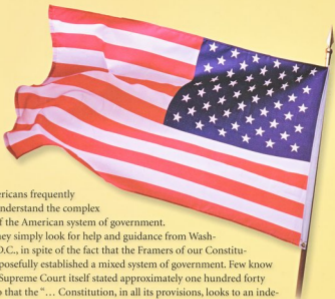 ericans frequently
nderstand the complex
f the American system of government.
ney simply look for help and guidance from Wash-
D.C., in spite of the fact that the Framers of our Constitu-
posefully established a mixed system of government. Few know
Supreme Court itself stated approximately one hundred forty
o that the “… Constitution, in all its provisions, looks to an inde-